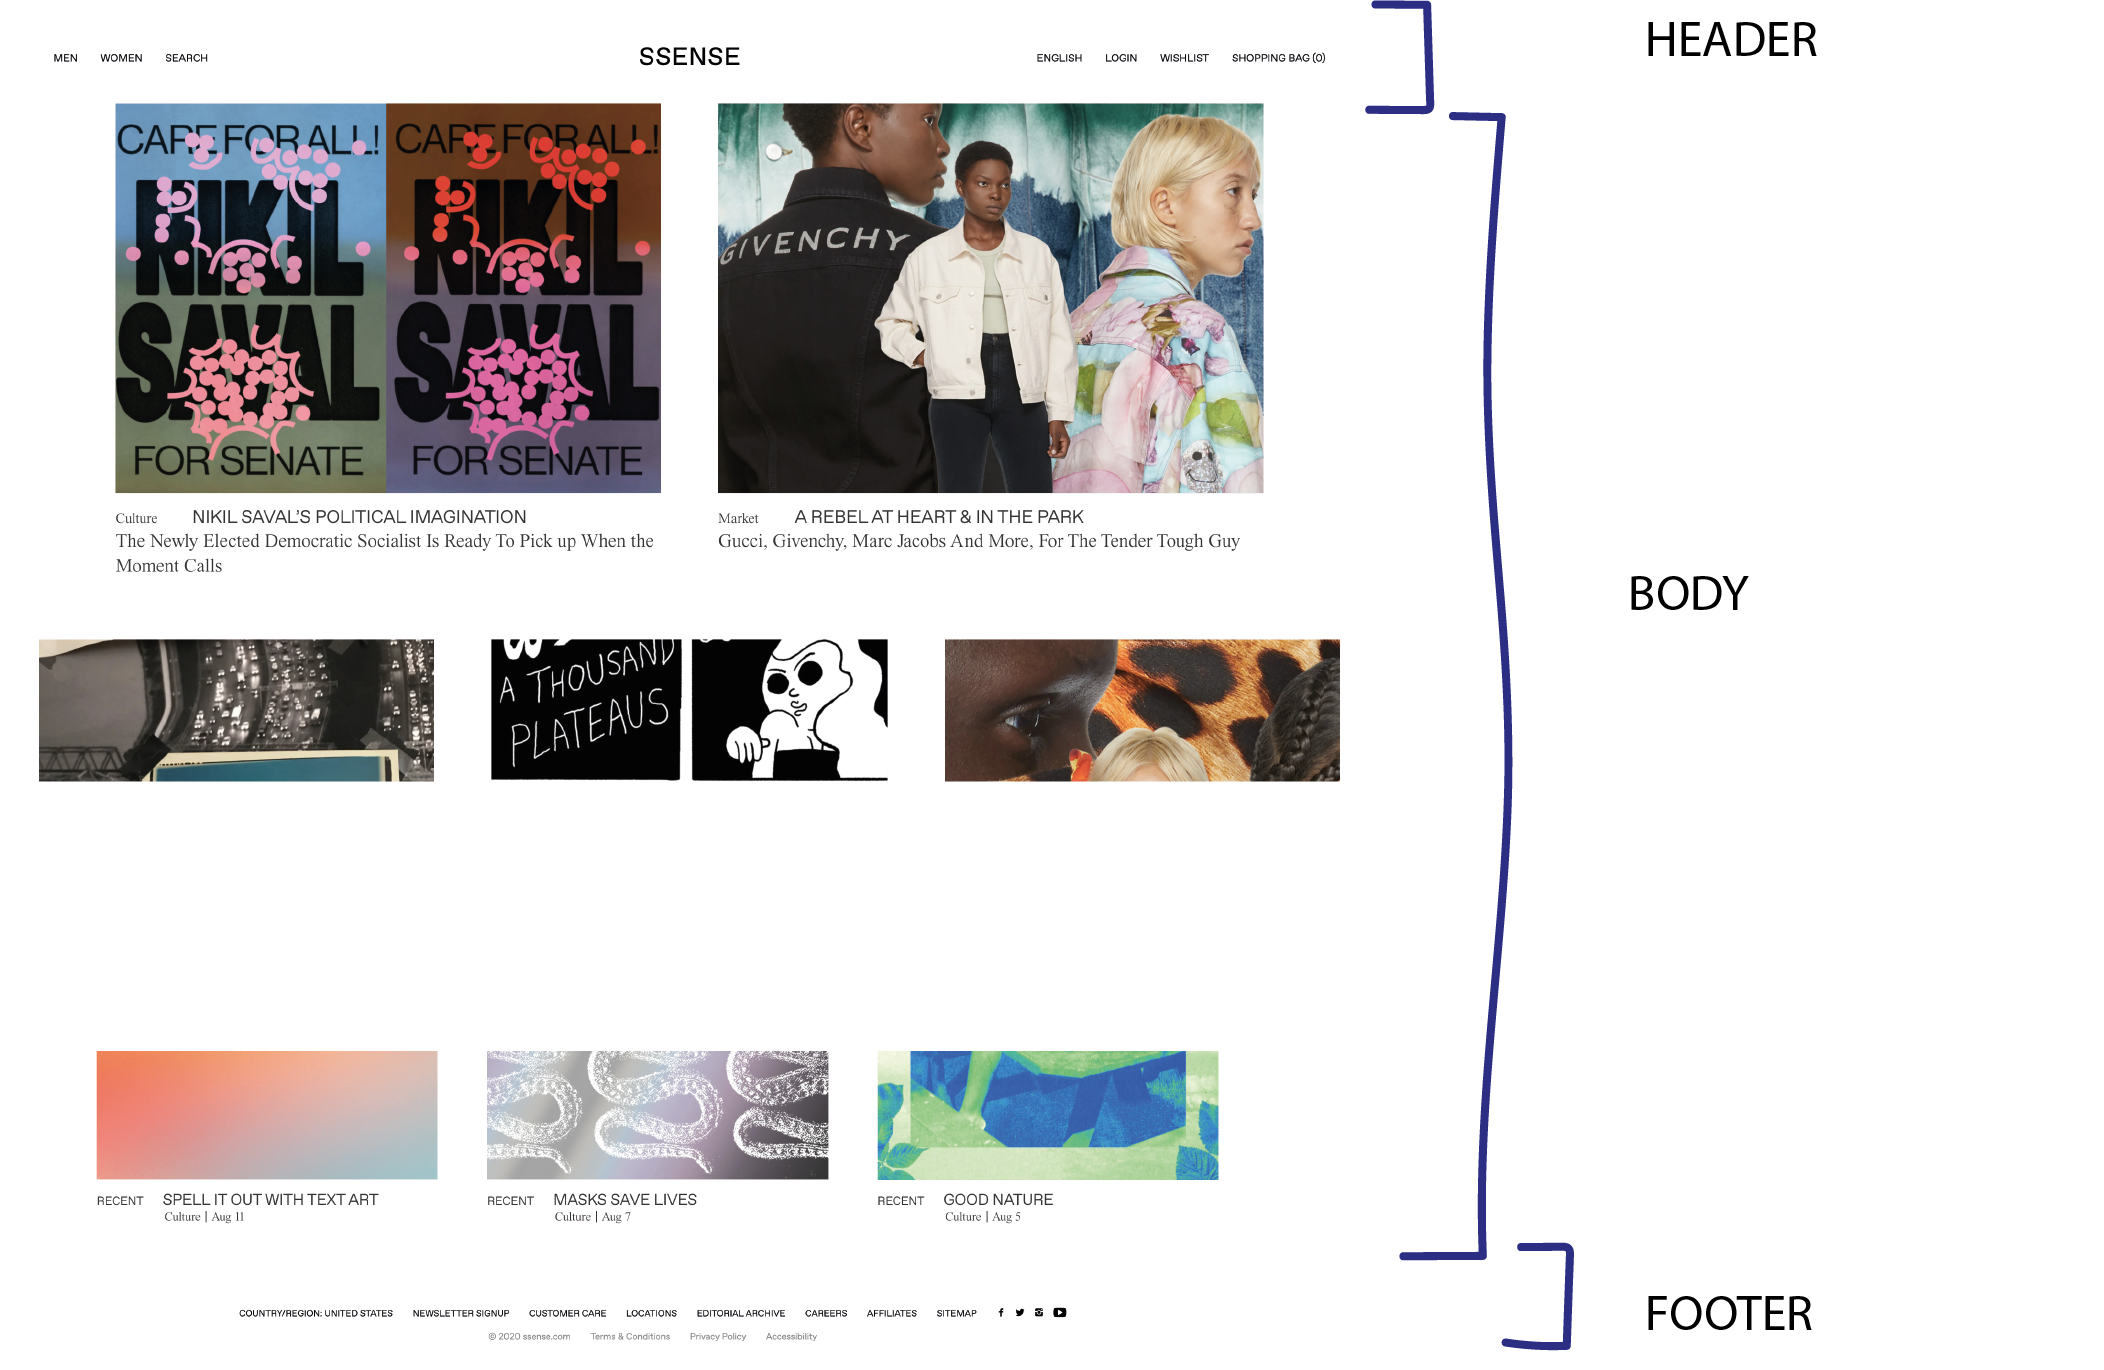 MEN WOMEN SEARCH SSENSE ENGLISH LOGIN WISHLIST SHOPPING BAG (0)
HEADER
CARE FOR ALL! CARE FOR ALL!
NIKIL NIKIL
SAVAL SAVAL
FOR SENATE FOR SENATE
GIVENCHY
Culture NIKIL SAVAL'S POLITICAL IMAGINATION
The Newly Elected Democratic Socialist Is Ready To Pick up When the
Moment Calls
Market A REBEL AT HEART & IN THE PARK
Gucci, Givenchy, Marc Jacobs And More, For The Tender Tough Guy
BODY
A THOUSAND
PLATEAUS
RECENT SPELL IT OUT WITH TEXT ART
Culture | Aug 11
RECENT MASKS SAVE LIVES
Culture | Aug 7
RECENT GOOD NATURE
Culture | Aug 5
COUNTRY/REGION: UNITED STATES NEWSLETTER SIGNUP CUSTOMER CARE LOCATIONS EDITORIAL ARCHIVE CAREERS AFFILIATES SITEMAP
© 2020 ssense.com Terms & Conditions Privacy Policy Accessibility
FOOTER